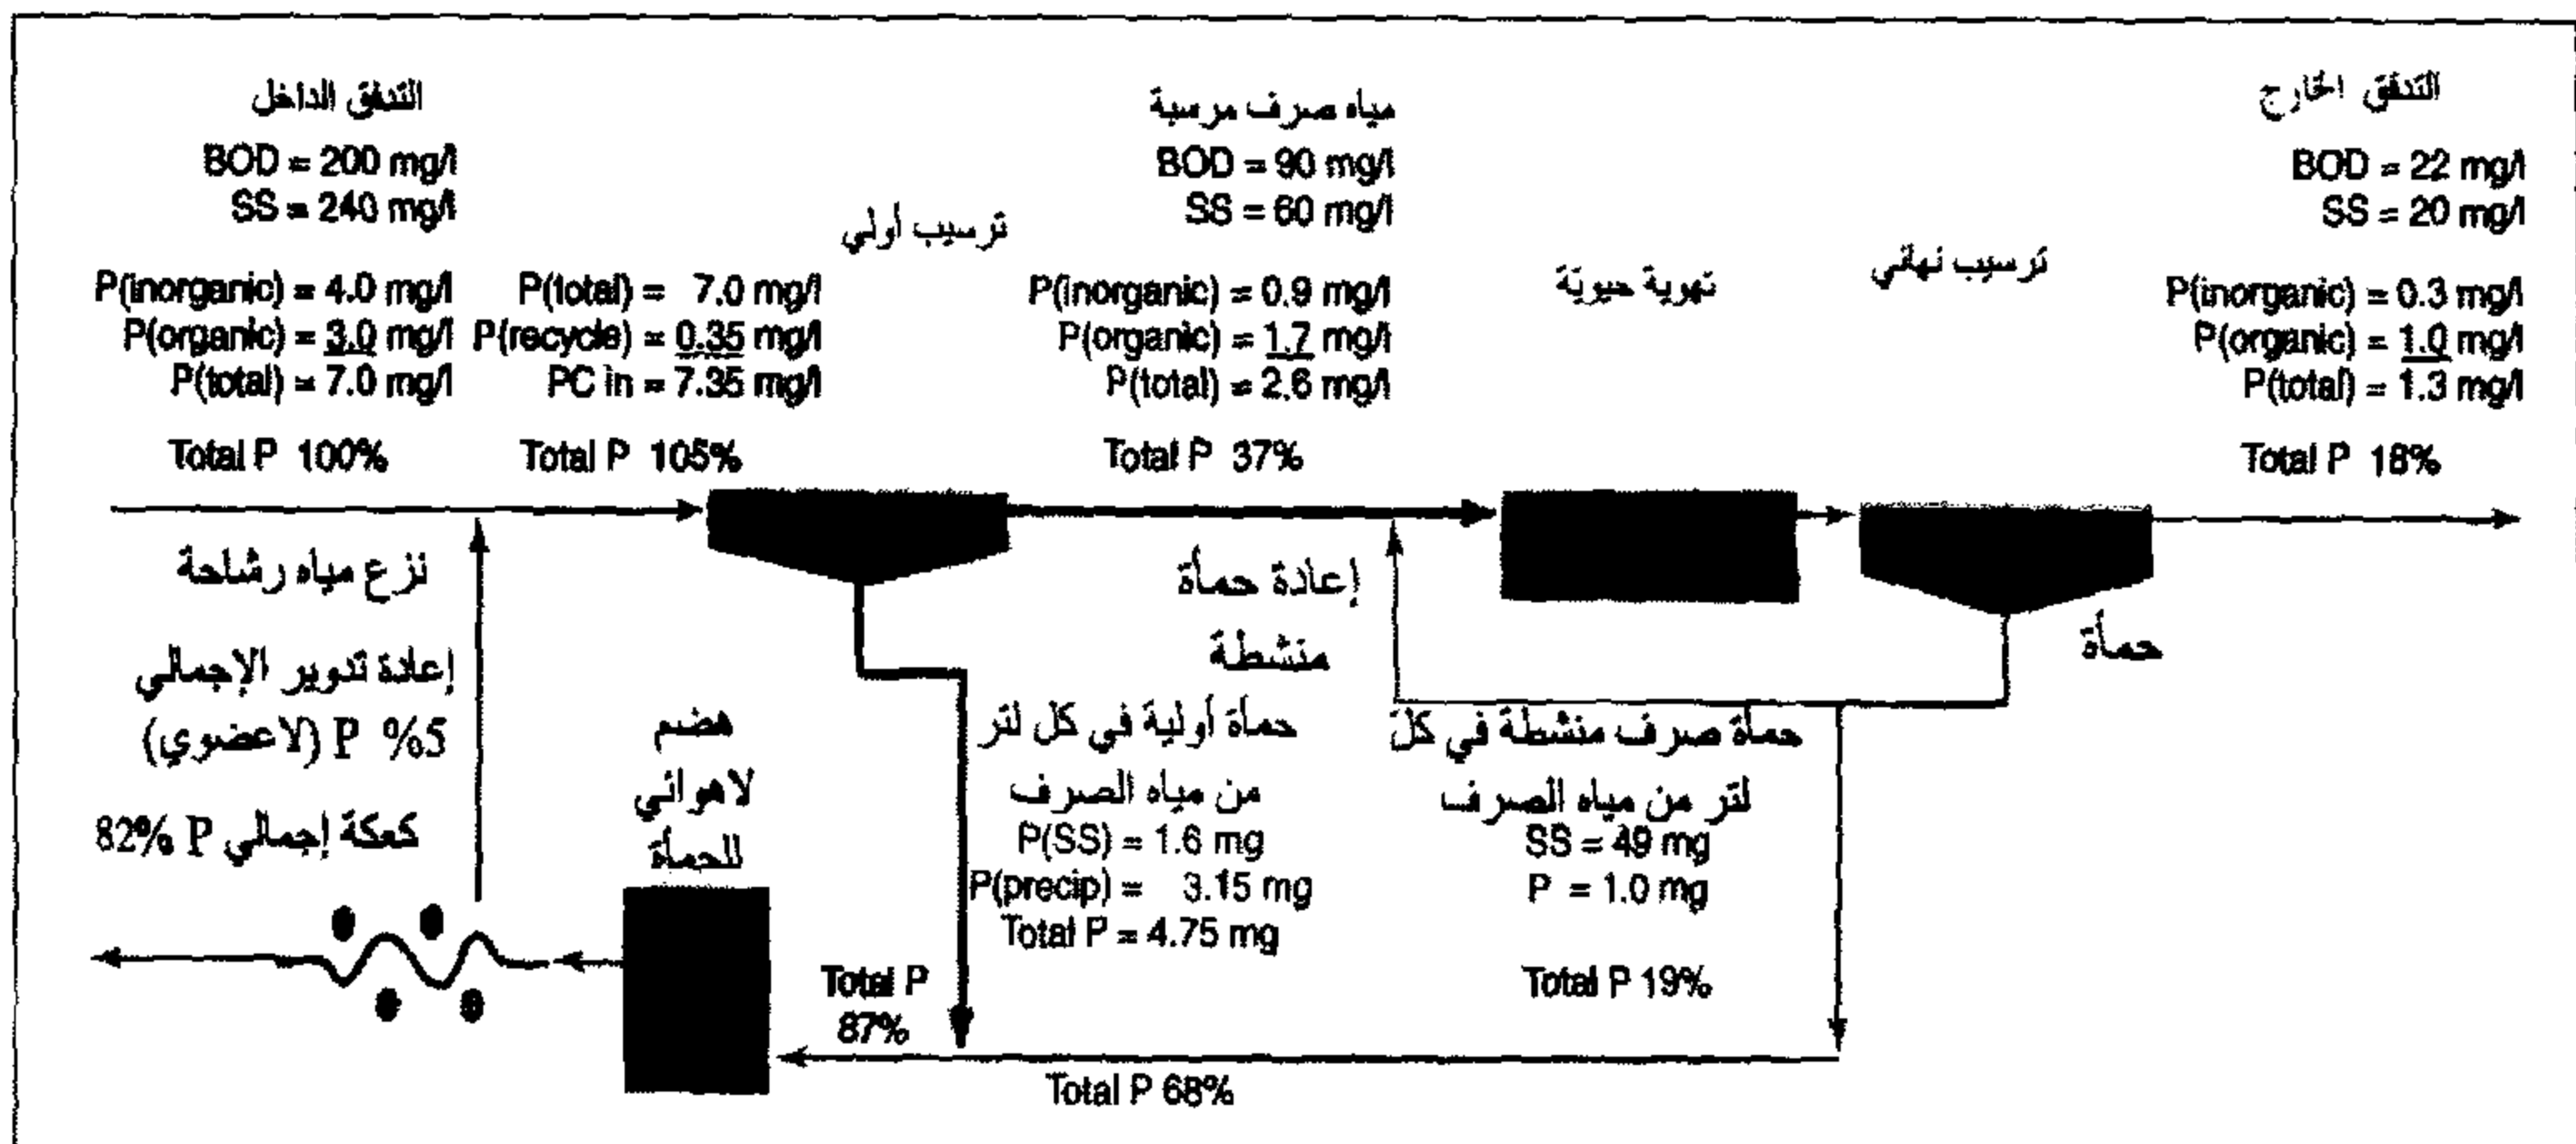 التدفق الداخل
BOD = 200 mg/l
SS = 240 mg/l
P(inorganic) = 4.0 mg/l
P(organic) = 3.0 mg/l
P(total) = 7.0 mg/l
Total P 100%
P(total) = 7.0 mg/l
P(recycle) = 0.35 mg/l
PC in = 7.35 mg/l
Total P 105%
ترسيب أولي
مياه صرف مرسبة
BOD = 90 mg/l
SS = 60 mg/l
P(inorganic) = 0.9 mg/l
P(organic) = 1.7 mg/l
P(total) = 2.6 mg/l
Total P 37%
تهوية حيوية
ترسيب نهائي
التدفق الخارج
BOD = 22 mg/l
SS = 20 mg/l
P(inorganic) = 0.3 mg/l
P(organic) = 1.0 mg/l
P(total) = 1.3 mg/l
Total P 18%
نزع مياه رشاحة
إعادة تدوير الإجمالي
5% P (لاعضوي)
كعكة إجمالي P 82%
هضم
لاهوائي
للحمأة
إعادة حمأة
منشطة
حمأة أولية في كل لتر
من مياه الصرف
P(SS) = 1.6 mg
P(precip) = 3.15 mg
Total P = 4.75 mg
حمأة
حمأة صرف منشطة في كل
لتر من مياه الصرف
SS = 49 mg
P = 1.0 mg
Total P 19%
Total P
87%
Total P 68%